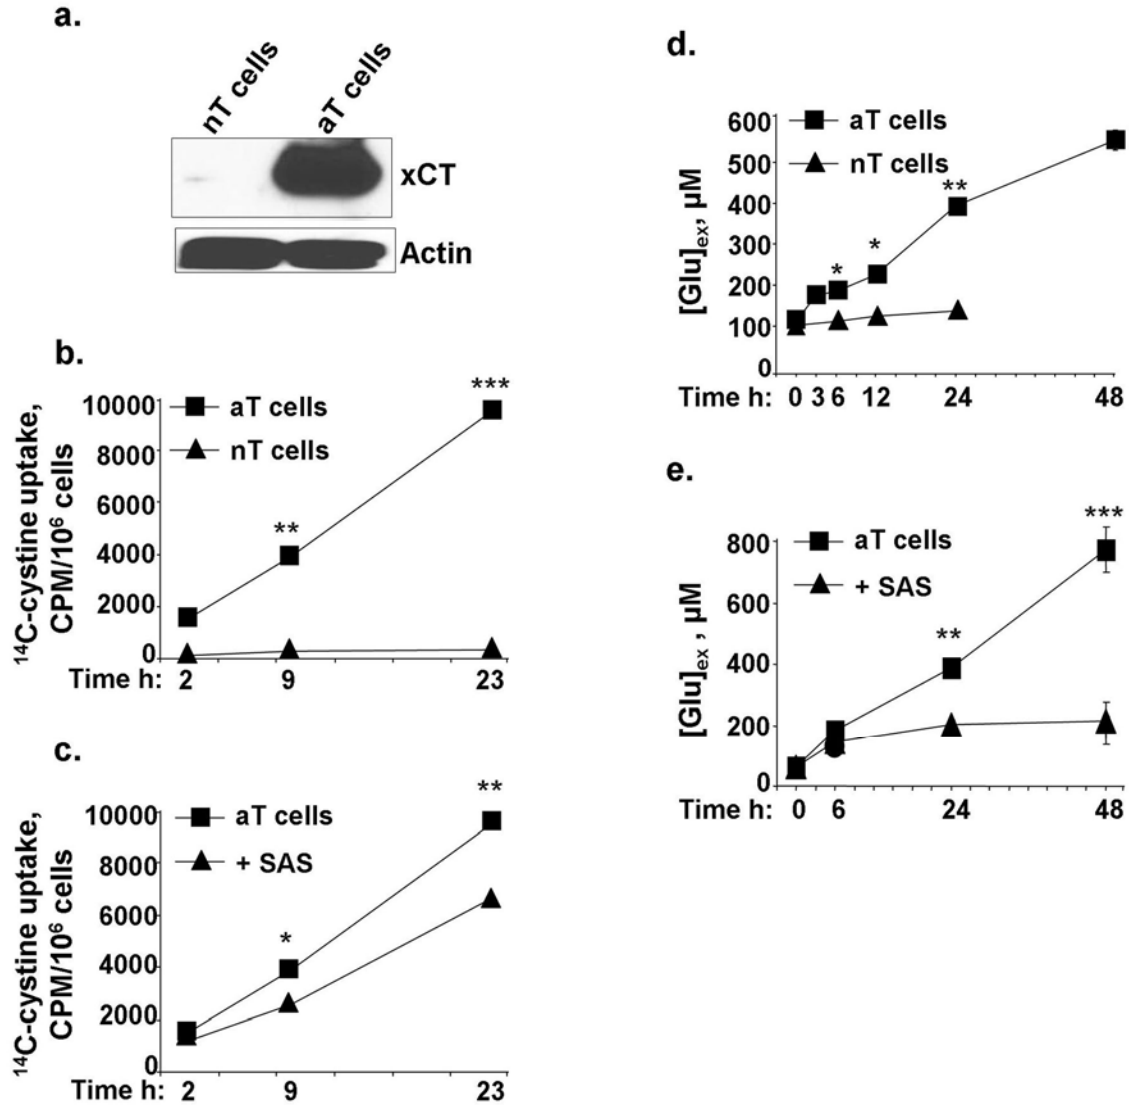 a.
nT cells
aT cells
xCT
Actin
b.
¹⁴C-cystine uptake,
CPM/10⁶ cells
10000
8000
6000
4000
2000
0
aT cells
nT cells
**
***
Time h: 2 9 23
c.
¹⁴C-cystine uptake,
CPM/10⁶ cells
10000
8000
6000
4000
2000
0
aT cells
+ SAS
*
**
Time h: 2 9 23
d.
[Glu]ex, µM
600
500
400
300
200
100
0
aT cells
nT cells
*
*
**
Time h: 0 3 6 12 24 48
e.
[Glu]ex , µM
800
600
400
200
0
aT cells
+ SAS
**
***
Time h: 0 6 24 48